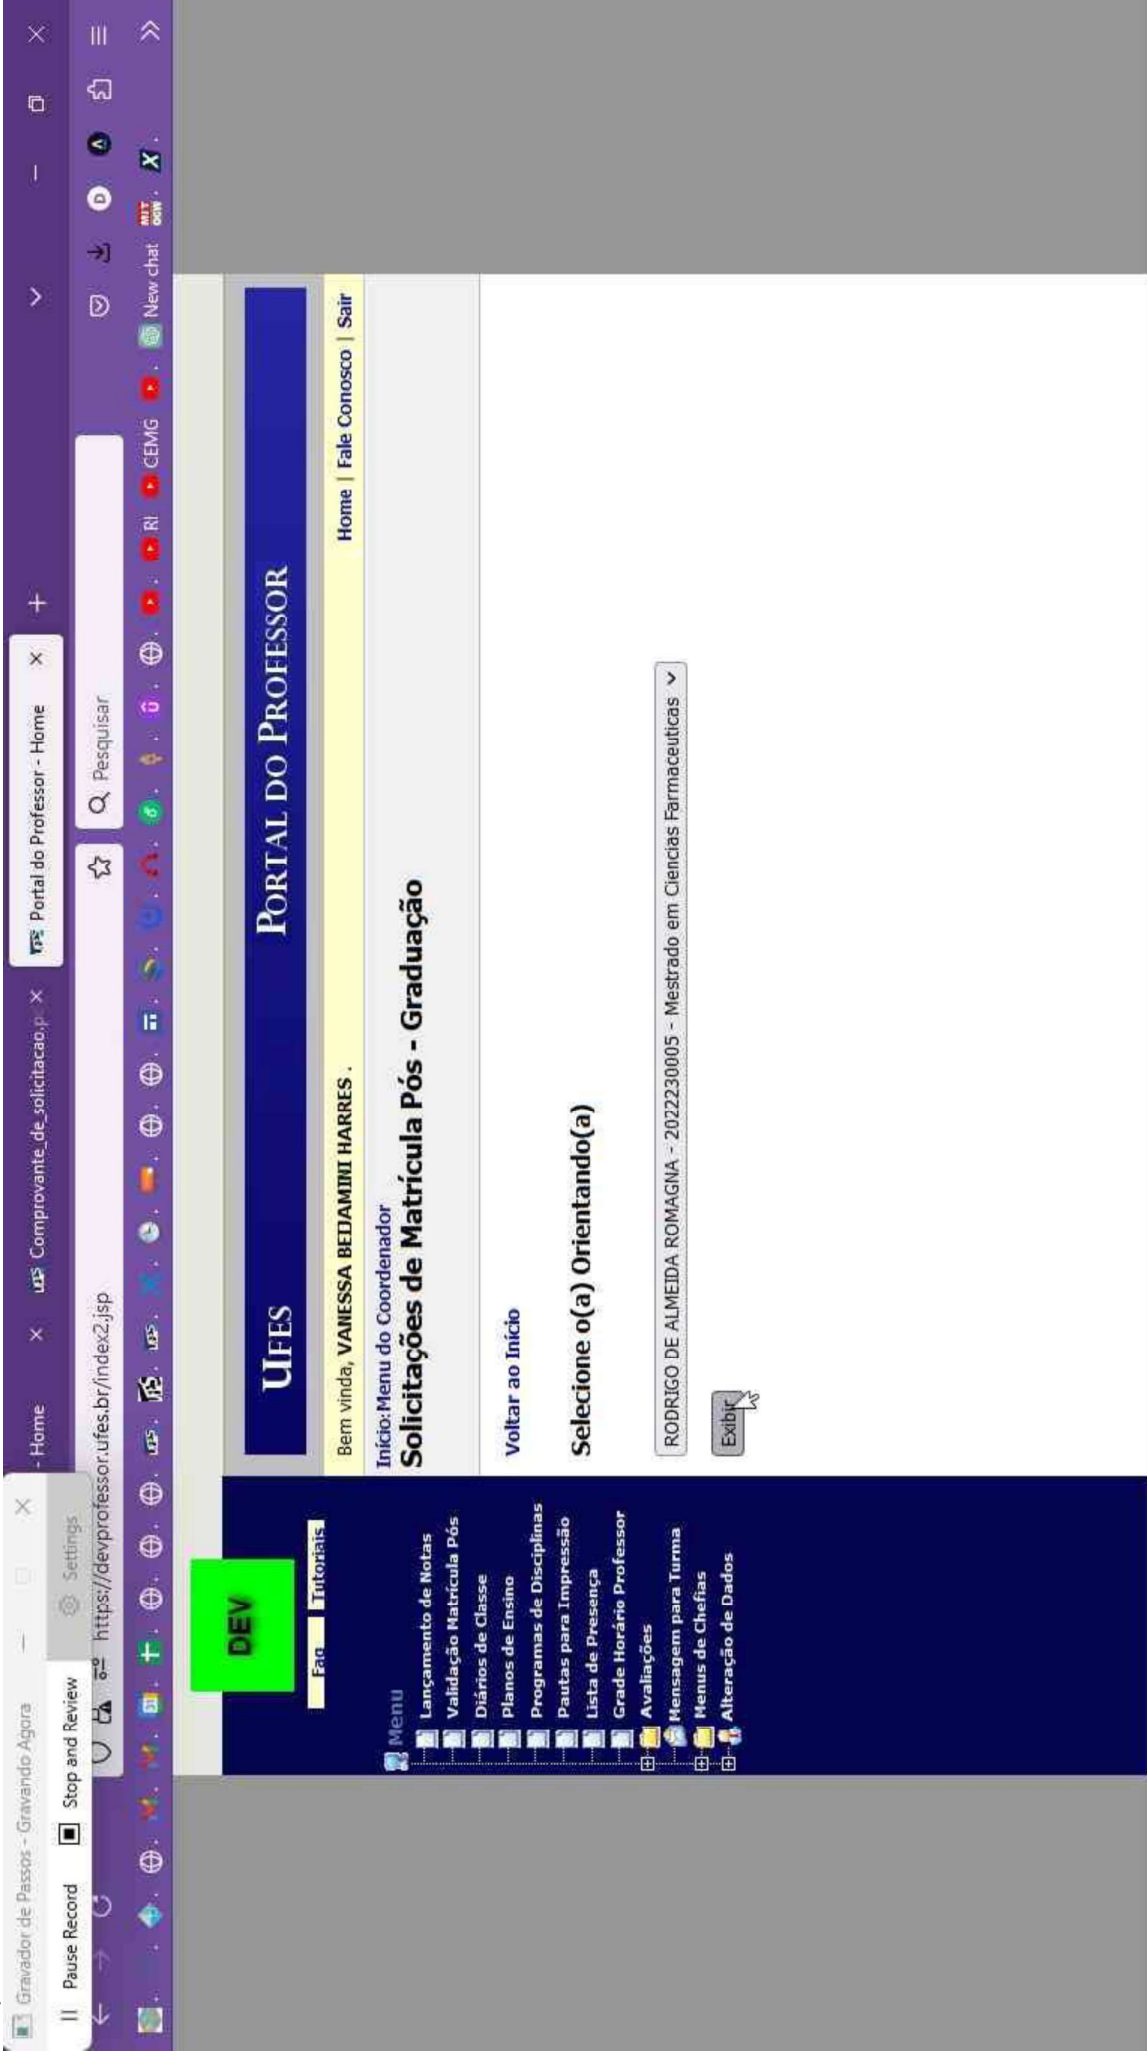 Gravador de Passos - Gravando Agora
Pause Record
Stop and Review
Settings
- Home
Comprovante_de_solicitacao.p
Portal do Professor - Home
https://devprofessor.ufes.br/index2.jsp
Pesquisar
RI
CEMG
New chat
MIT
OCW
DEV
Faq
Tutoriais
Menu
Lançamento de Notas
Validação Matrícula Pós
Diários de Classe
Planos de Ensino
Programas de Disciplinas
Pautas para Impressão
Lista de Presença
Grade Horário Professor
Avaliações
Mensagem para Turma
Menus de Chefias
Alteração de Dados
UFES
PORTAL DO PROFESSOR
Bem vinda, VANESSA BEIJAMINI HARRES .
Home | Fale Conosco | Sair
Início:Menu do Coordenador
Solicitações de Matrícula Pós - Graduação
Voltar ao Início
Selecione o(a) Orientando(a)
RODRIGO DE ALMEIDA ROMAGNA - 2022230005 - Mestrado em Ciencias Farmaceuticas
Exibir